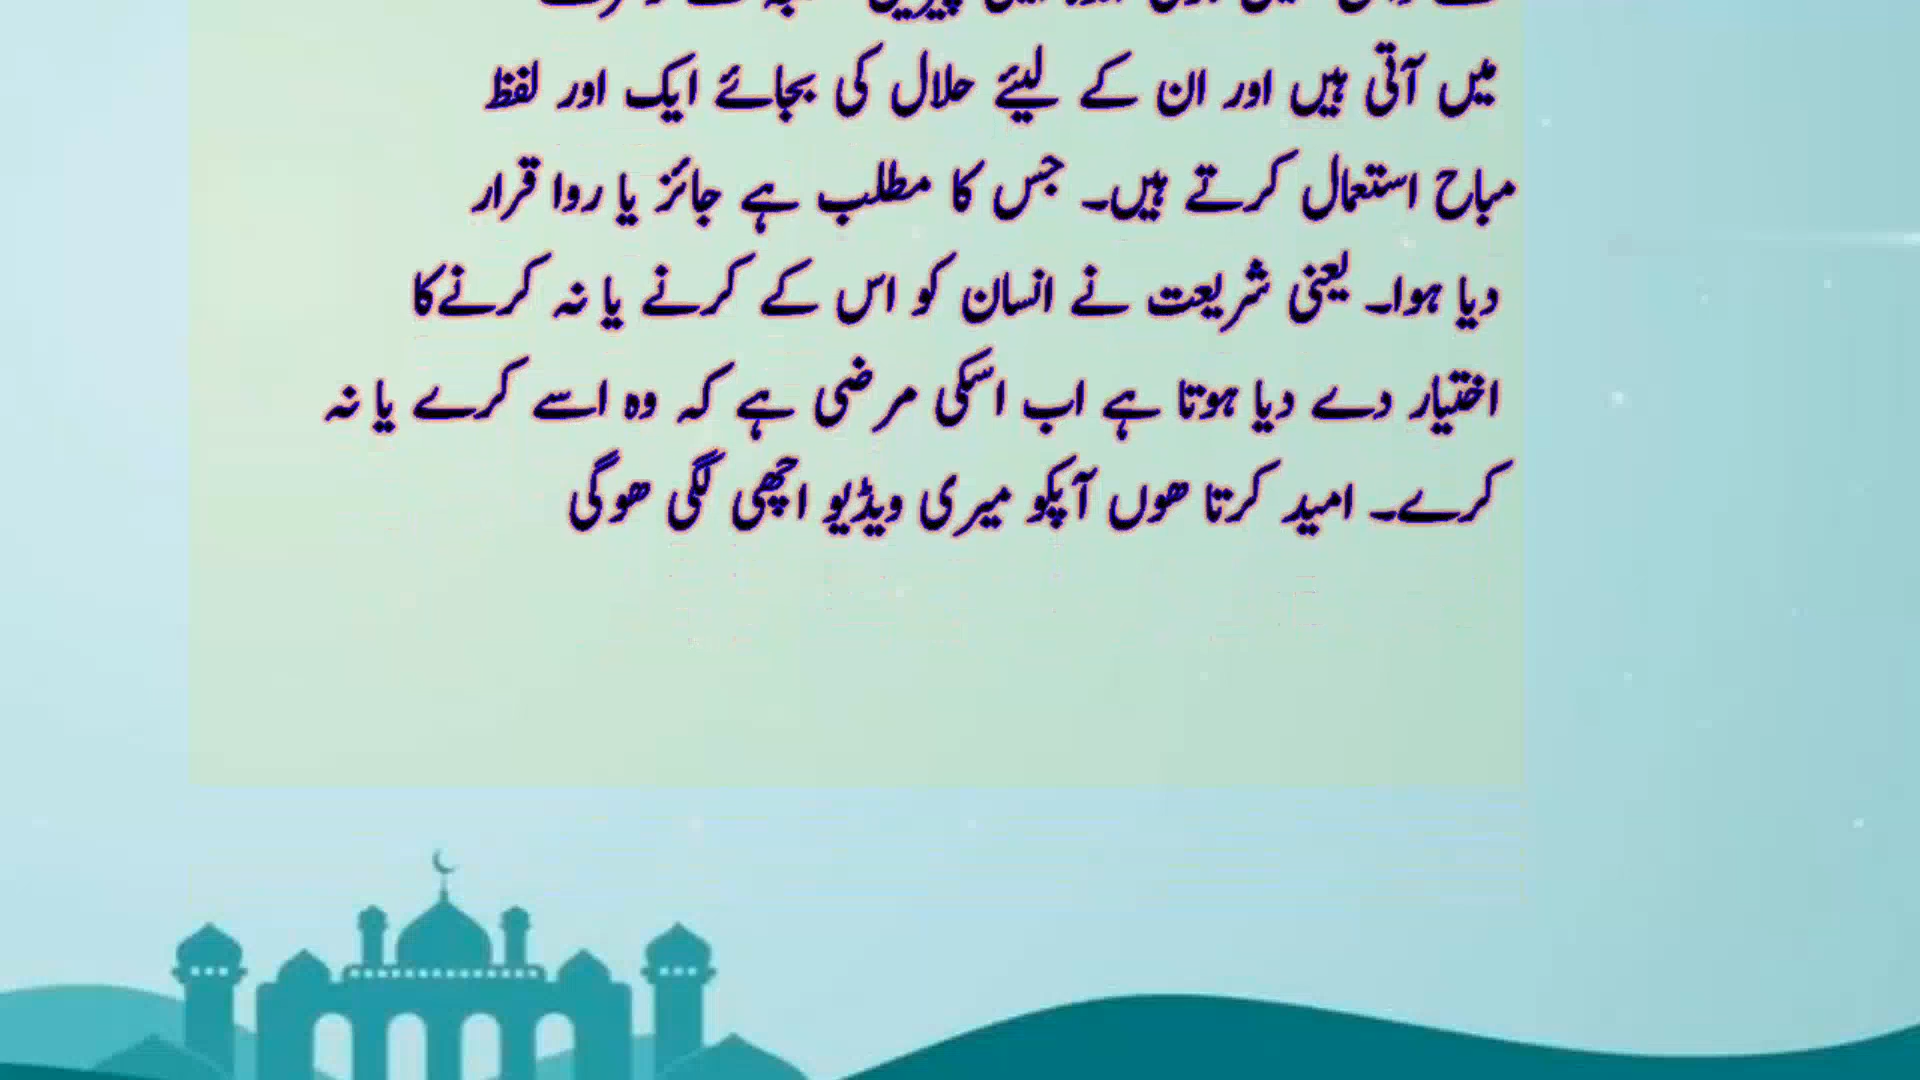 میں آتی ہیں اور ان کے لیئے حلال کی بجائے ایک اور لفظ
مباح استعمال کرتے ہیں۔ جس کا مطلب ہے جائز یا روا قرار
دیا ہوا۔ یعنی شریعت نے انسان کو اس کے کرنے یا نہ کرنےکا
اختیار دے دیا ہوتا ہے اب اسکی مرضی ہے کہ وہ اسے کرے یا نہ
کرے۔ امید کرتا ھوں آپکو میری ویڈیو اچھی لگی ھوگی